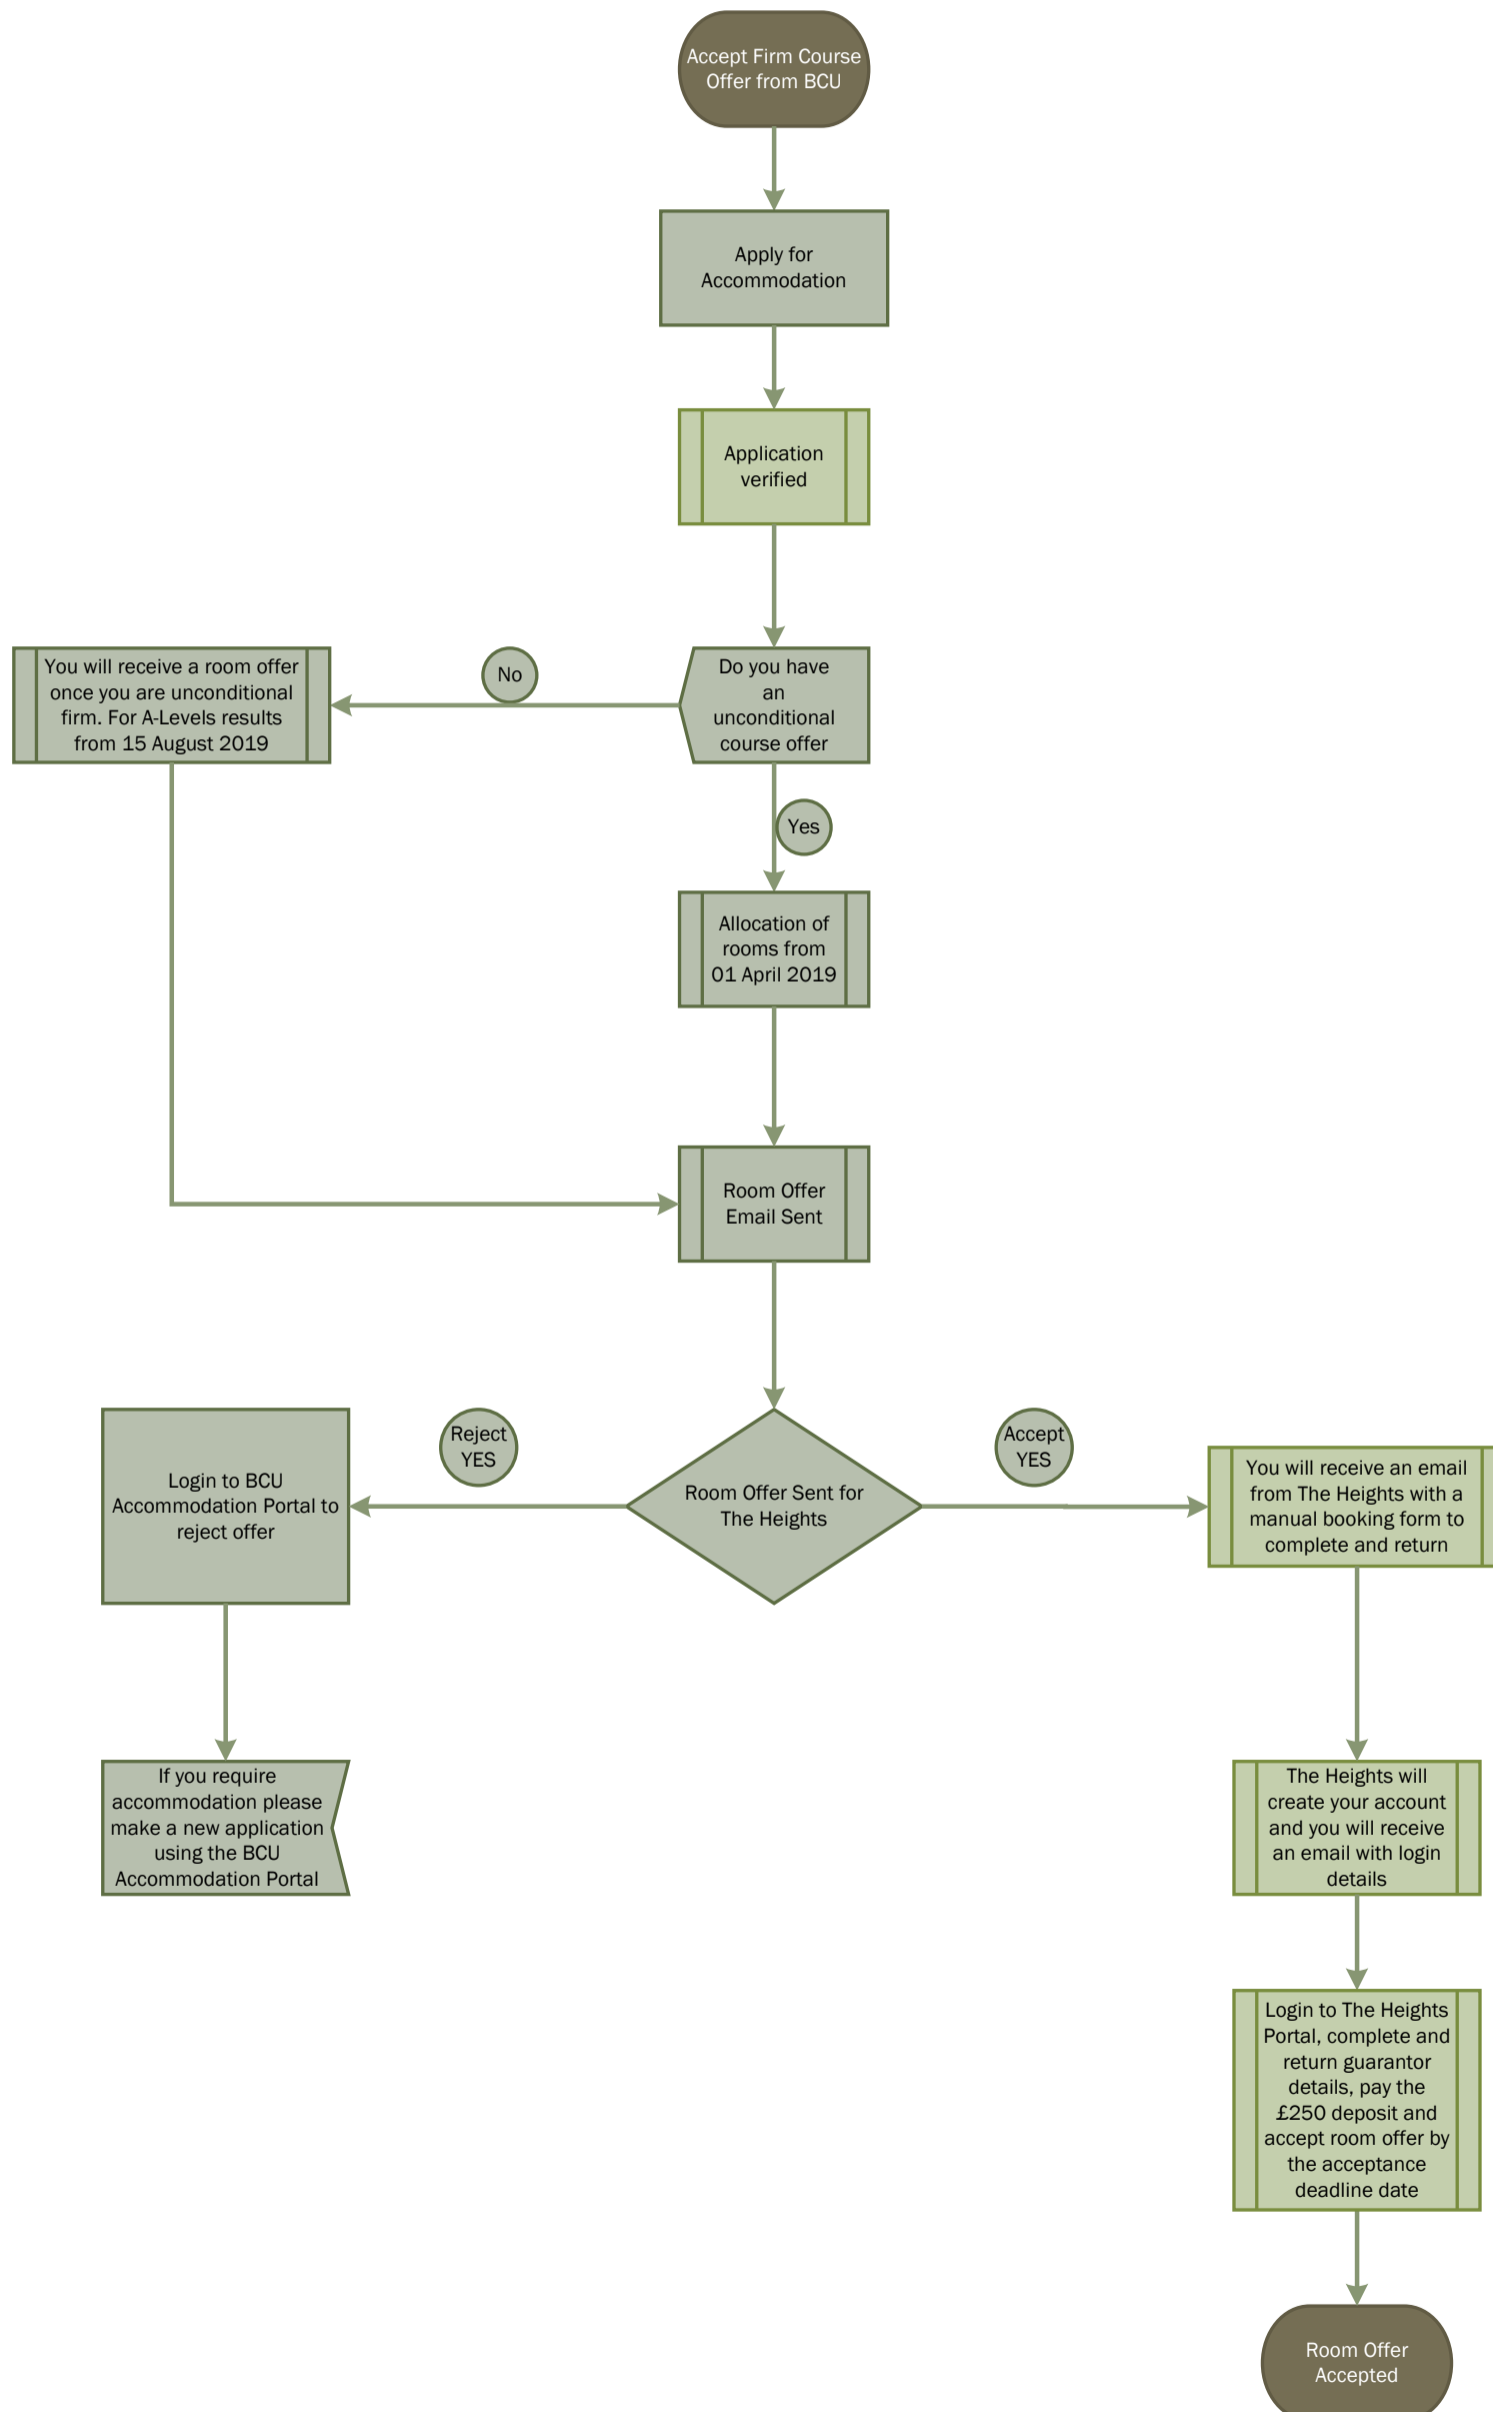 Accept Firm Course
Offer from BCU
Apply for
Accommodation
Application
verified
You will receive a room offer
once you are unconditional
firm. For A-Levels results
from 15 August 2019
No
Do you have
an
unconditional
course offer
Yes
Allocation of
rooms from
01 April 2019
Room Offer
Email Sent
Login to BCU
Accommodation Portal to
reject offer
Reject
YES
Room Offer Sent for
The Heights
Accept
YES
You will receive an email
from The Heights with a
manual booking form to
complete and return
If you require
accommodation please
make a new application
using the BCU
Accommodation Portal
The Heights will
create your account
and you will receive
an email with login
details
Login to The Heights
Portal, complete and
return guarantor
details, pay the
£250 deposit and
accept room offer by
the acceptance
deadline date
Room Offer
Accepted